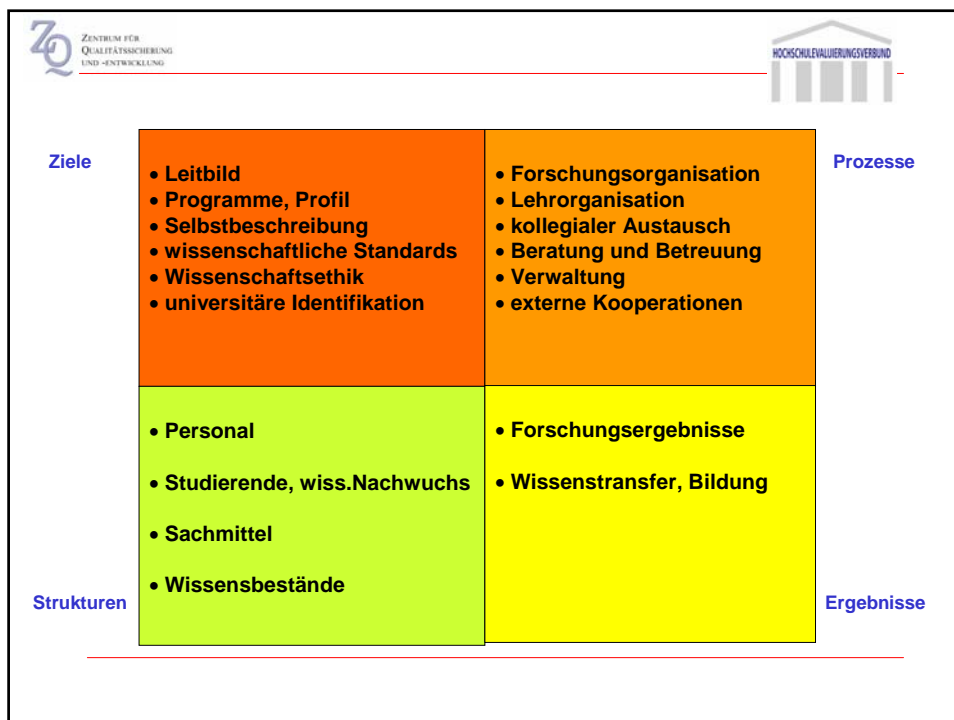 ZENTRUM FÜR
QUALITÄTSSICHERUNG
UND -ENTWICKLUNG
ZQ
HOCHSCHULEVALUIERUNGSVERBUND
Ziele
• Leitbild
• Programme, Profil
• Selbstbeschreibung
• wissenschaftliche Standards
• Wissenschaftsethik
• universitäre Identifikation
• Forschungsorganisation
• Lehrorganisation
• kollegialer Austausch
• Beratung und Betreuung
• Verwaltung
• externe Kooperationen
Prozesse
• Personal
• Studierende, wiss.Nachwuchs
• Sachmittel
• Wissensbestände
Strukturen
• Forschungsergebnisse
• Wissenstransfer, Bildung
Ergebnisse